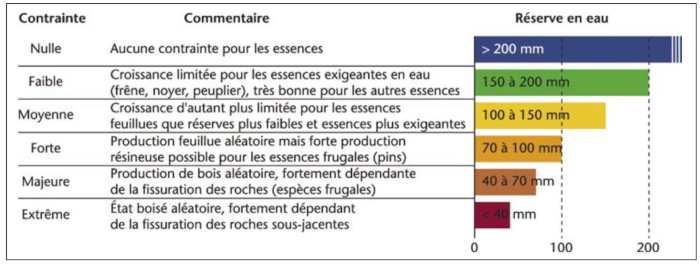 Contrainte Commentaire Réserve en eau
Nulle Aucune contrainte pour les essences > 200 mm
Faible Croissance limitée pour les essences exigeantes en eau 150 à 200 mm
(frêne, noyer, peuplier), très bonne pour les autres essences
Moyenne Croissance d'autant plus limitée pour les essences 100 à 150 mm
feuillues que réserves plus faibles et essences plus exigeantes
Forte Production feuillue aléatoire mais forte production 70 à 100 mm
résineuse possible pour les essences frugales (pins)
Majeure Production de bois aléatoire, fortement dépendante 40 à 70 mm
de la fissuration des roches (espèces frugales)
Extrême État boisé aléatoire, fortement dépendant < 40 mm
de la fissuration des roches sous-jacentes
0 100 200